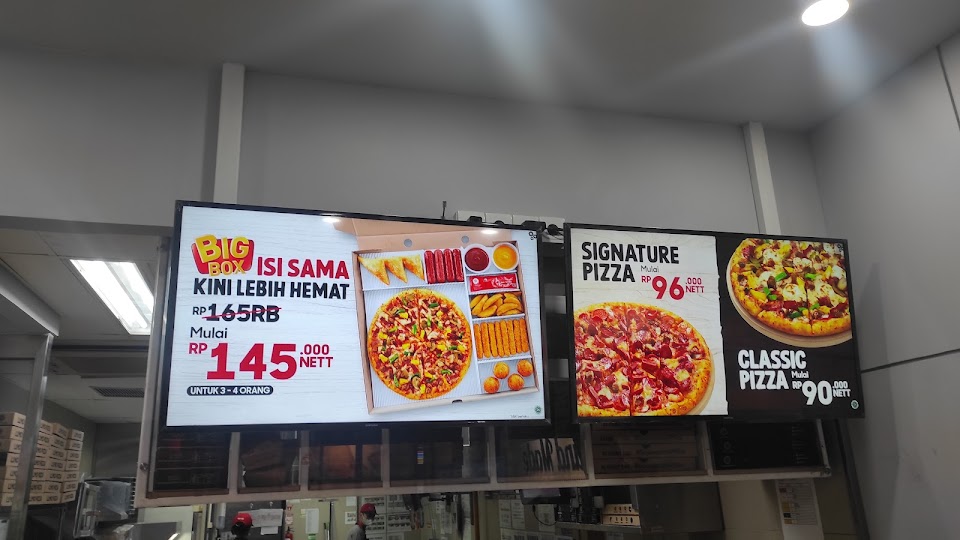 BIG
BOX
ISI SAMA
KINI LEBIH HEMAT
RP 165RB
Mulai
RP 145.000
NETT
UNTUK 3 - 4 ORANG
SIGNATURE
PIZZA Mulai
RP 96.000
NETT
CLASSIC
PIZZA Mulai
RP 90.000
NETT